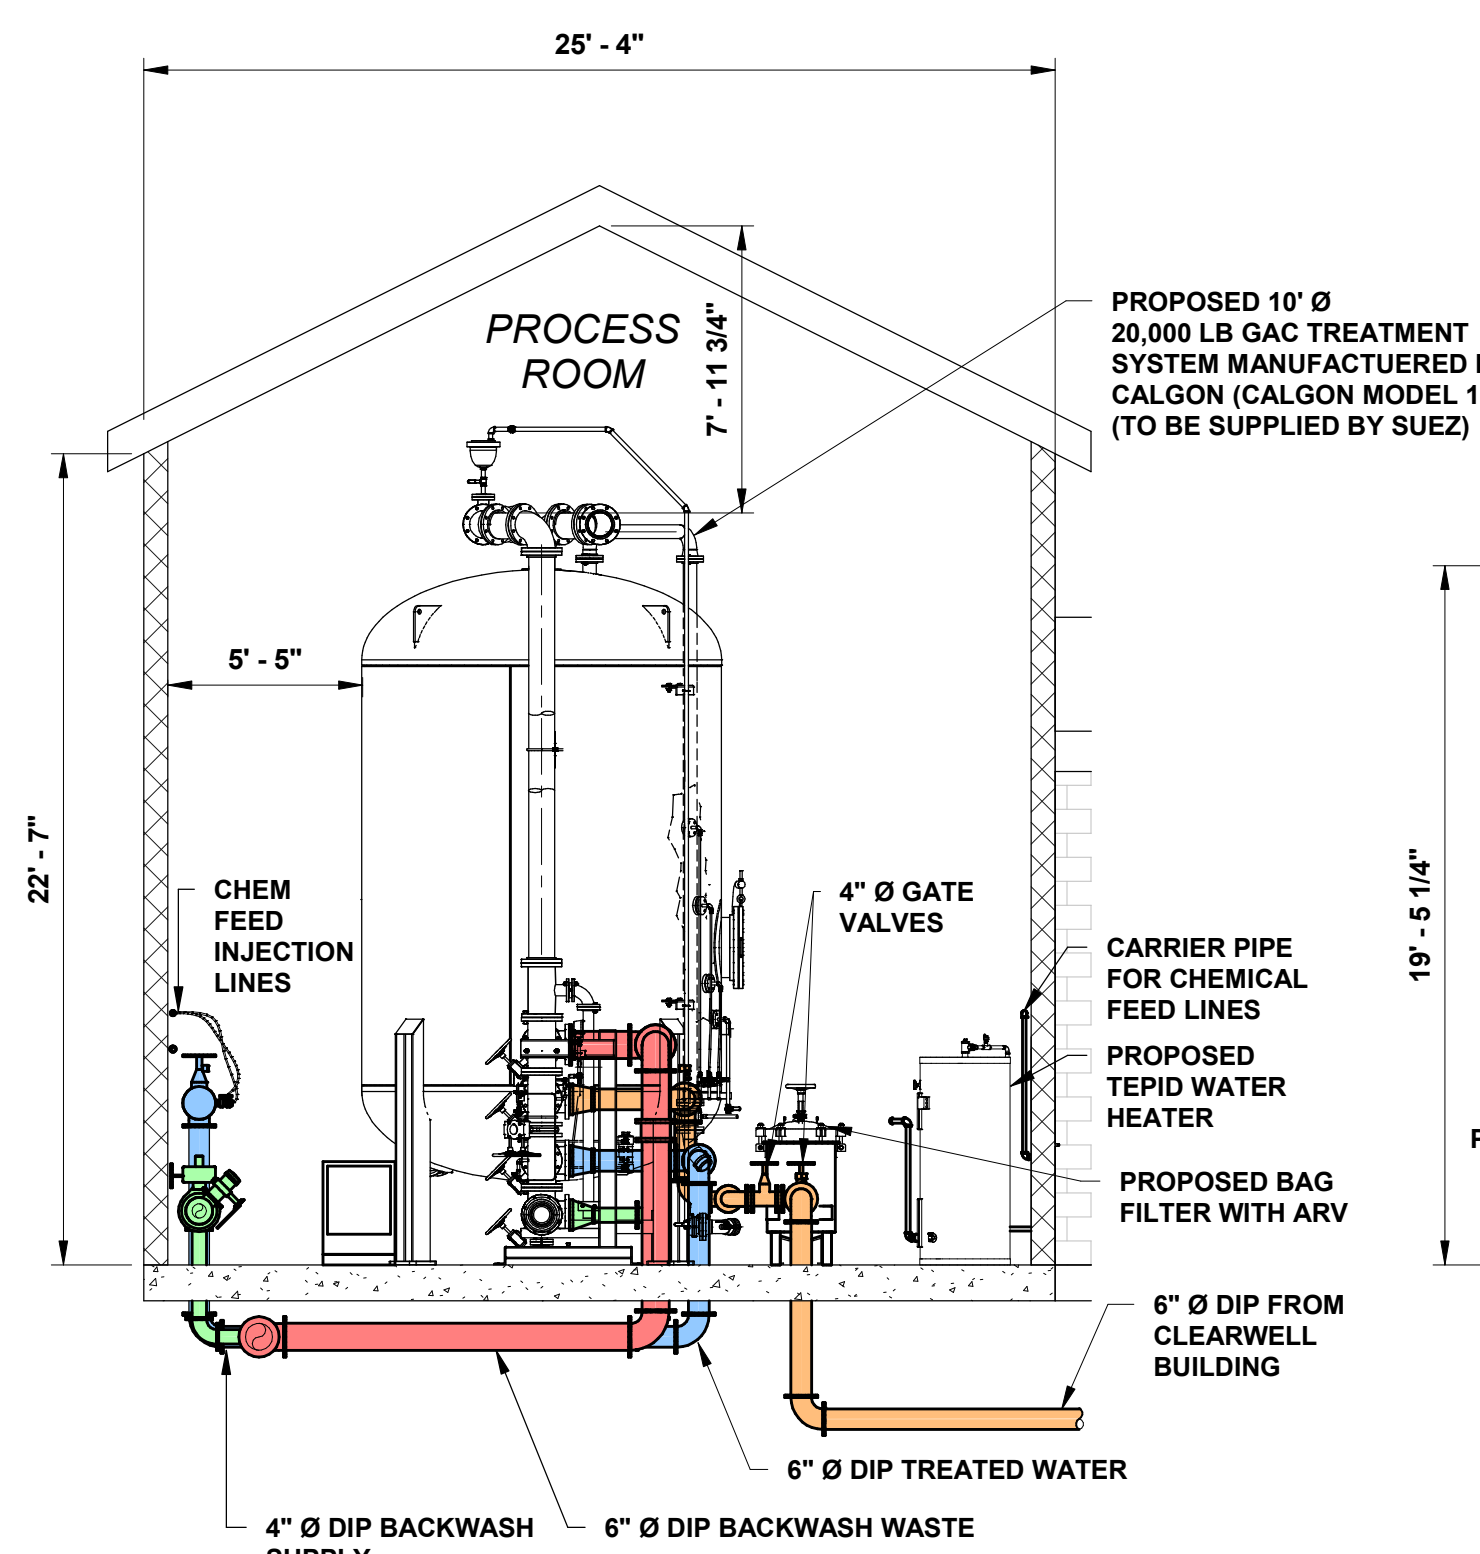 25' - 4"
PROCESS
ROOM
7' - 11 3/4"
PROPOSED 10' Ø
20,000 LB GAC TREATMENT
SYSTEM MANUFACTUERED
CALGON (CALGON MODEL 1
(TO BE SUPPLIED BY SUEZ)
5' - 5"
22' - 7"
19' - 5 1/4"
CHEM
FEED
INJECTION
LINES
4" Ø GATE
VALVES
CARRIER PIPE
FOR CHEMICAL
FEED LINES
PROPOSED
TEPID WATER
HEATER
PROPOSED BAG
FILTER WITH ARV
6" Ø DIP FROM
CLEARWELL
BUILDING
6" Ø DIP TREATED WATER
4" Ø DIP BACKWASH
SUPPLY
6" Ø DIP BACKWASH WASTE